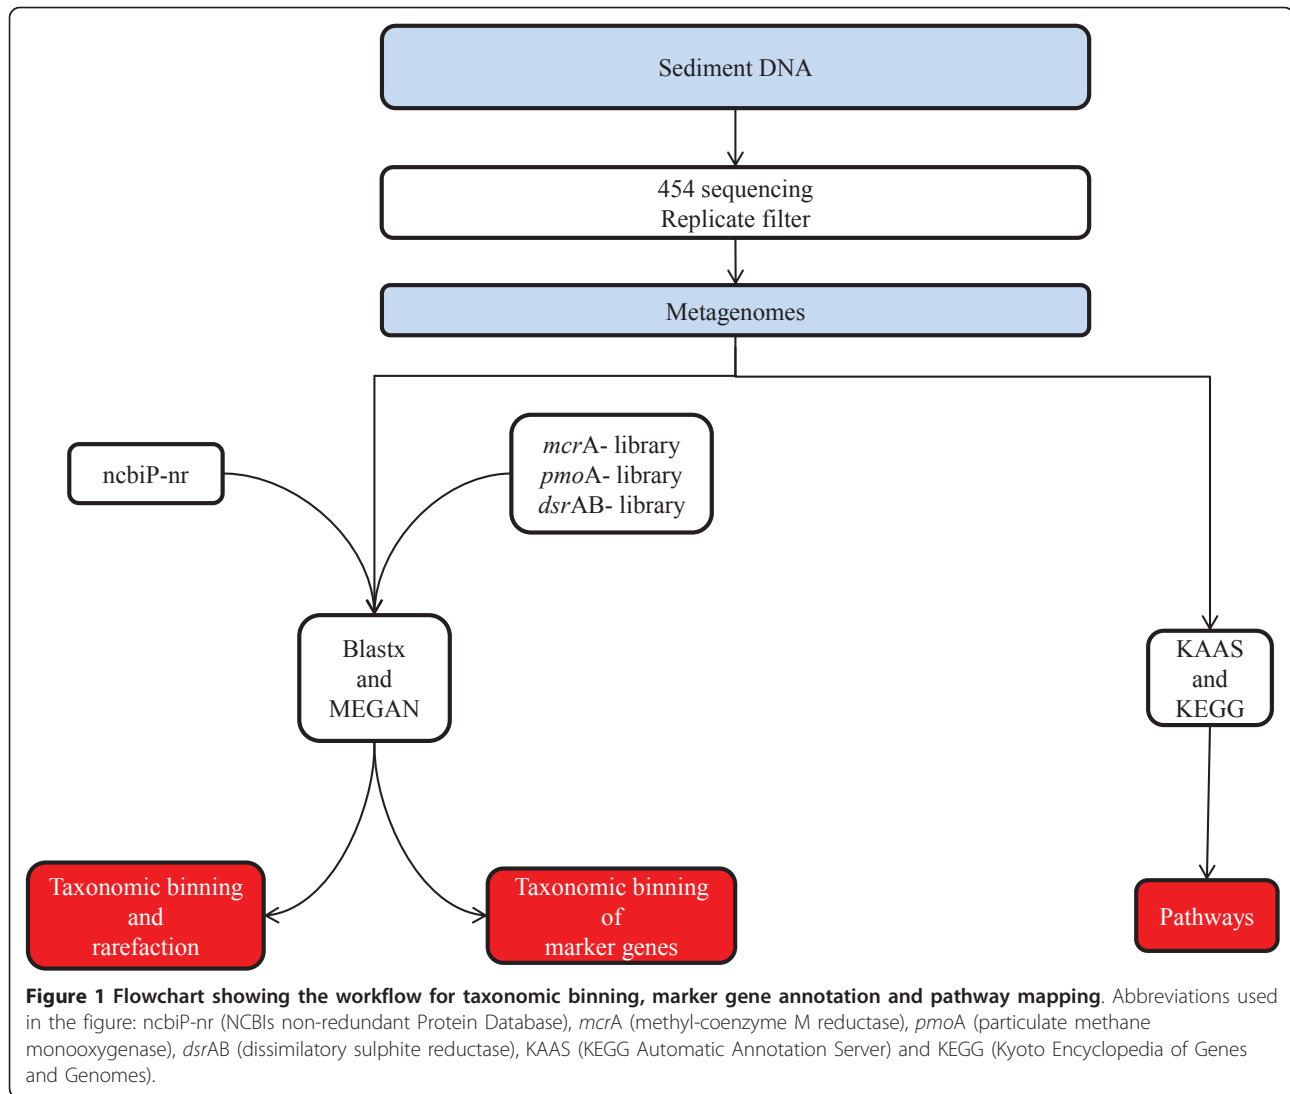 Sediment DNA
454 sequencing
Replicate filter
Metagenomes
ncbiP-nr
mcrA- library
pmoA- library
dsrAB- library
Blastx
and
MEGAN
KAAS
and
KEGG
Taxonomic binning
and
rarefaction
Taxonomic binning
of
marker genes
Pathways
Figure 1 Flowchart showing the workflow for taxonomic binning, marker gene annotation and pathway mapping. Abbreviations used
in the figure: ncbiP-nr (NCBIs non-redundant Protein Database), mcrA (methyl-coenzyme M reductase), pmoA (particulate methane
monooxygenase), dsrAB (dissimilatory sulphite reductase), KAAS (KEGG Automatic Annotation Server) and KEGG (Kyoto Encyclopedia of Genes
and Genomes).